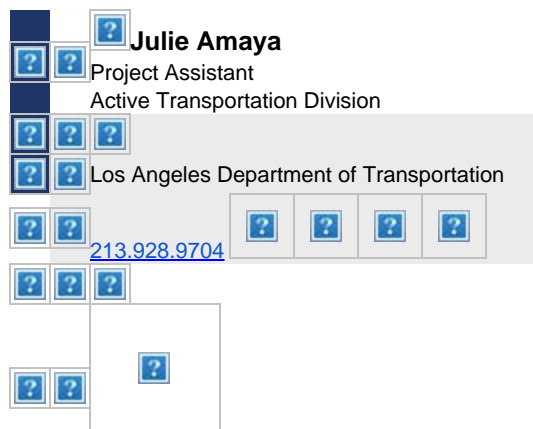 Julie Amaya
Project Assistant
Active Transportation Division
Los Angeles Department of Transportation
213.928.9704